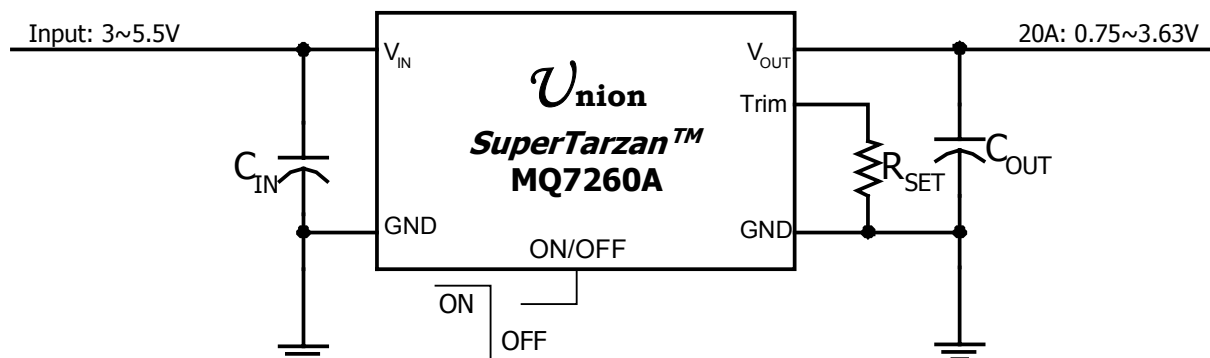 Input: 3~5.5V
20A: 0.75~3.63V
VIN
VOUT
Union
Trim
SuperTarzan™
MQ7260A
CIN
RSET
COUT
GND
GND
ON/OFF
ON
OFF